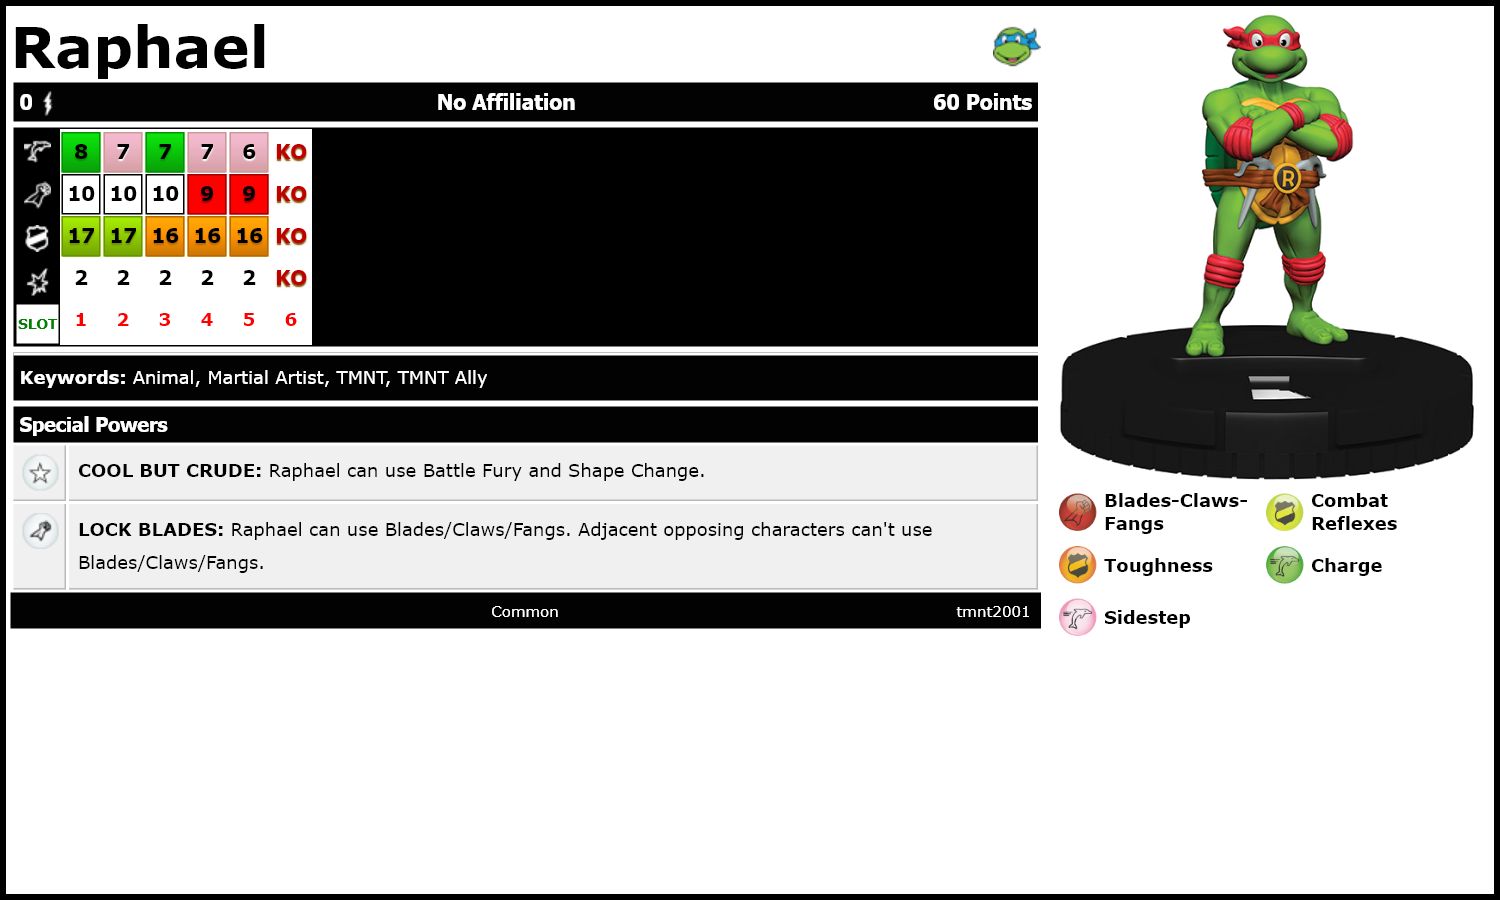 Raphael
0 No Affiliation 60 Points
8 7 7 7 6 KO
10 10 10 9 9 KO
17 17 16 16 16 KO
2 2 2 2 2 KO
SLOT 1 2 3 4 5 6
Keywords: Animal, Martial Artist, TMNT, TMNT Ally
Special Powers
COOL BUT CRUDE: Raphael can use Battle Fury and Shape Change.
LOCK BLADES: Raphael can use Blades/Claws/Fangs. Adjacent opposing characters can't use
Blades/Claws/Fangs.
Common tmnt2001
R
Blades-Claws-
Fangs
Combat
Reflexes
Toughness
Charge
Sidestep